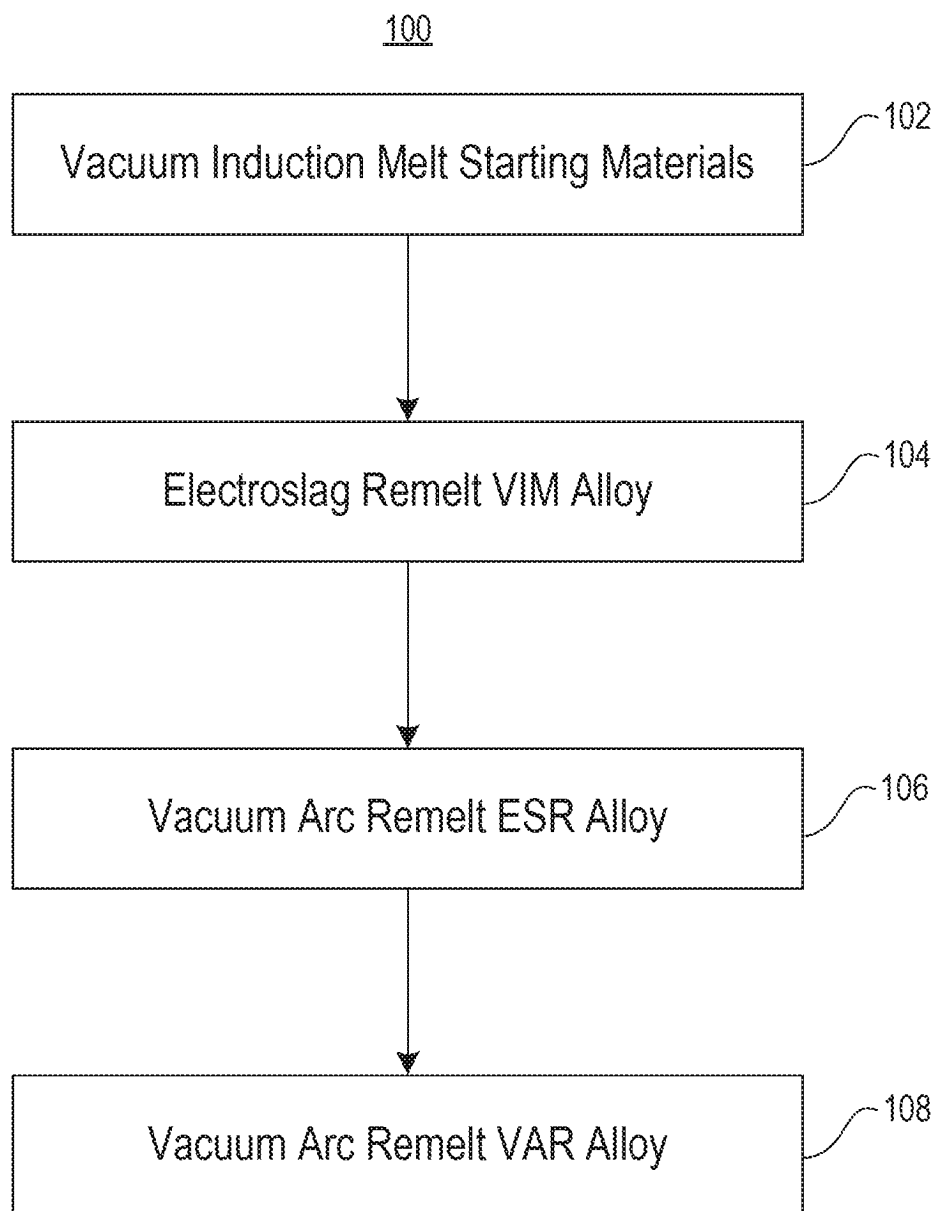 100
Vacuum Induction Melt Starting Materials
102
Electroslag Remelt VIM Alloy
104
Vacuum Arc Remelt ESR Alloy
106
Vacuum Arc Remelt VAR Alloy
108